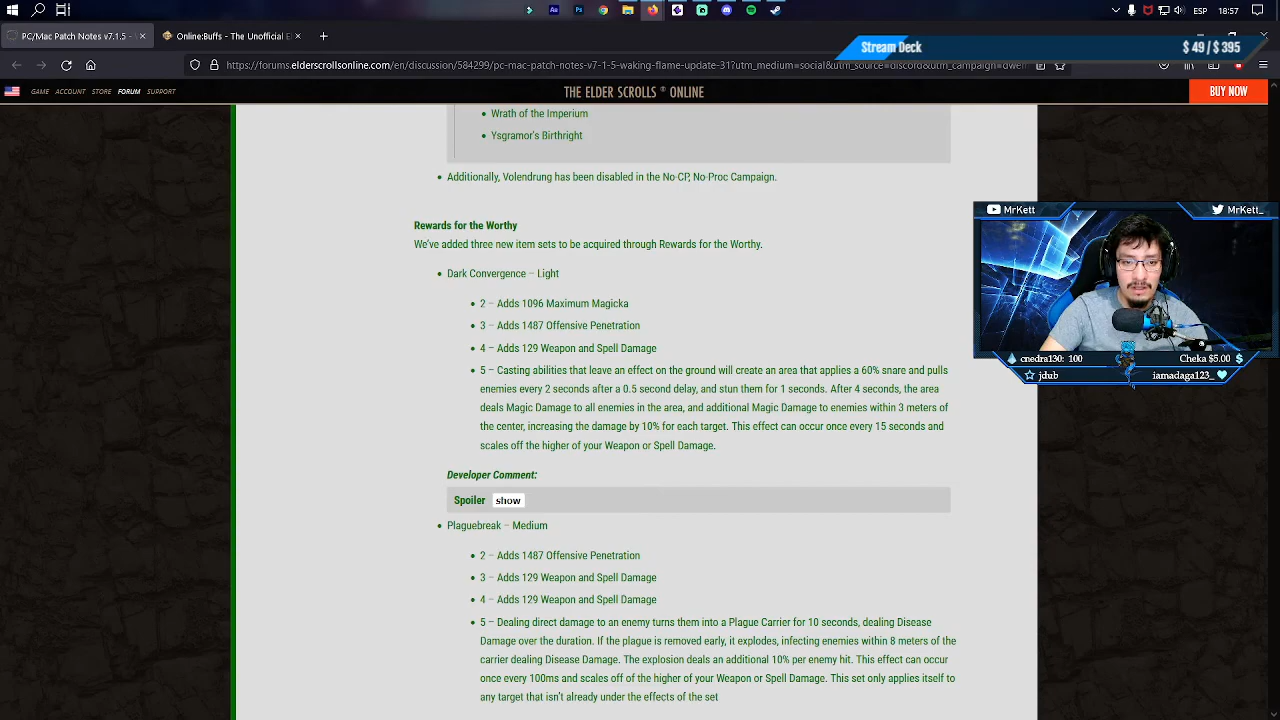 18:57
PC/Mac Patch Notes v7.1.5 -
Online:Buffs - The Unofficial El
Stream Deck
$ 49 / $ 395
https://forums.elderscrollsonline.com/en/discussion/584299/pc-mac-patch-notes-v7-1-5-waking-flame-update-31?utm_medium=social&utm_source=discord&utm_campaign=dwem
GAME ACCOUNT STORE FORUM SUPPORT
THE ELDER SCROLLS ® ONLINE
BUY NOW
• Wrath of the Imperium
• Ysgramor's Birthright
• Additionally, Volendrung has been disabled in the No-CP, No-Proc Campaign.
Rewards for the Worthy
We've added three new item sets to be acquired through Rewards for the Worthy.
• Dark Convergence – Light
• 2 – Adds 1096 Maximum Magicka
• 3 – Adds 1487 Offensive Penetration
• 4 – Adds 129 Weapon and Spell Damage
• 5 – Casting abilities that leave an effect on the ground will create an area that applies a 60% snare and pulls
enemies every 2 seconds after a 0.5 second delay, and stun them for 1 seconds. After 4 seconds, the area
deals Magic Damage to all enemies in the area, and additional Magic Damage to enemies within 3 meters of
the center, increasing the damage by 10% for each target. This effect can occur once every 15 seconds and
scales off the higher of your Weapon or Spell Damage.
Developer Comment:
Spoiler show
• Plaguebreak – Medium
• 2 – Adds 1487 Offensive Penetration
• 3 – Adds 129 Weapon and Spell Damage
• 4 – Adds 129 Weapon and Spell Damage
• 5 – Dealing direct damage to an enemy turns them into a Plague Carrier for 10 seconds, dealing Disease
Damage over the duration. If the plague is removed early, it explodes, infecting enemies within 8 meters of the
carrier dealing Disease Damage. The explosion deals an additional 10% per enemy hit. This effect can occur
once every 100ms and scales off of the higher of your Weapon or Spell Damage. This set only applies itself to
any target that isn't already under the effects of the set
MrKett
MrKett_
cnedra130: 100
Cheka $5.00
jdub
iamadaga123_